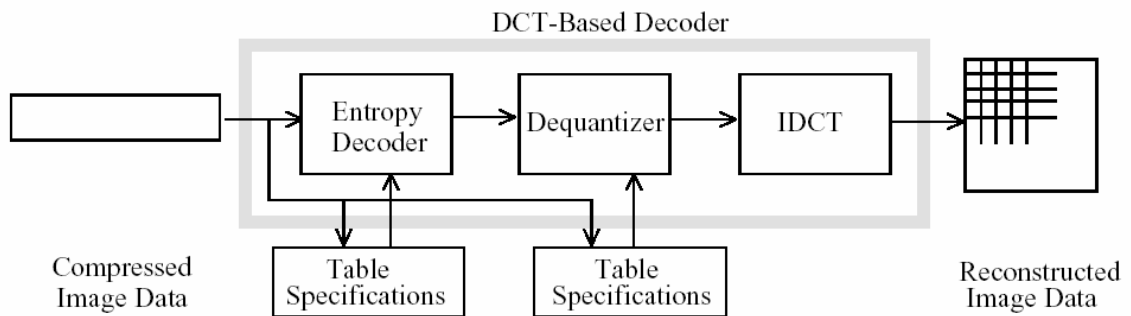 DCT-Based Decoder
Entropy
Decoder
Dequantizer
IDCT
Compressed
Image Data
Table
Specifications
Table
Specifications
Reconstructed
Image Data